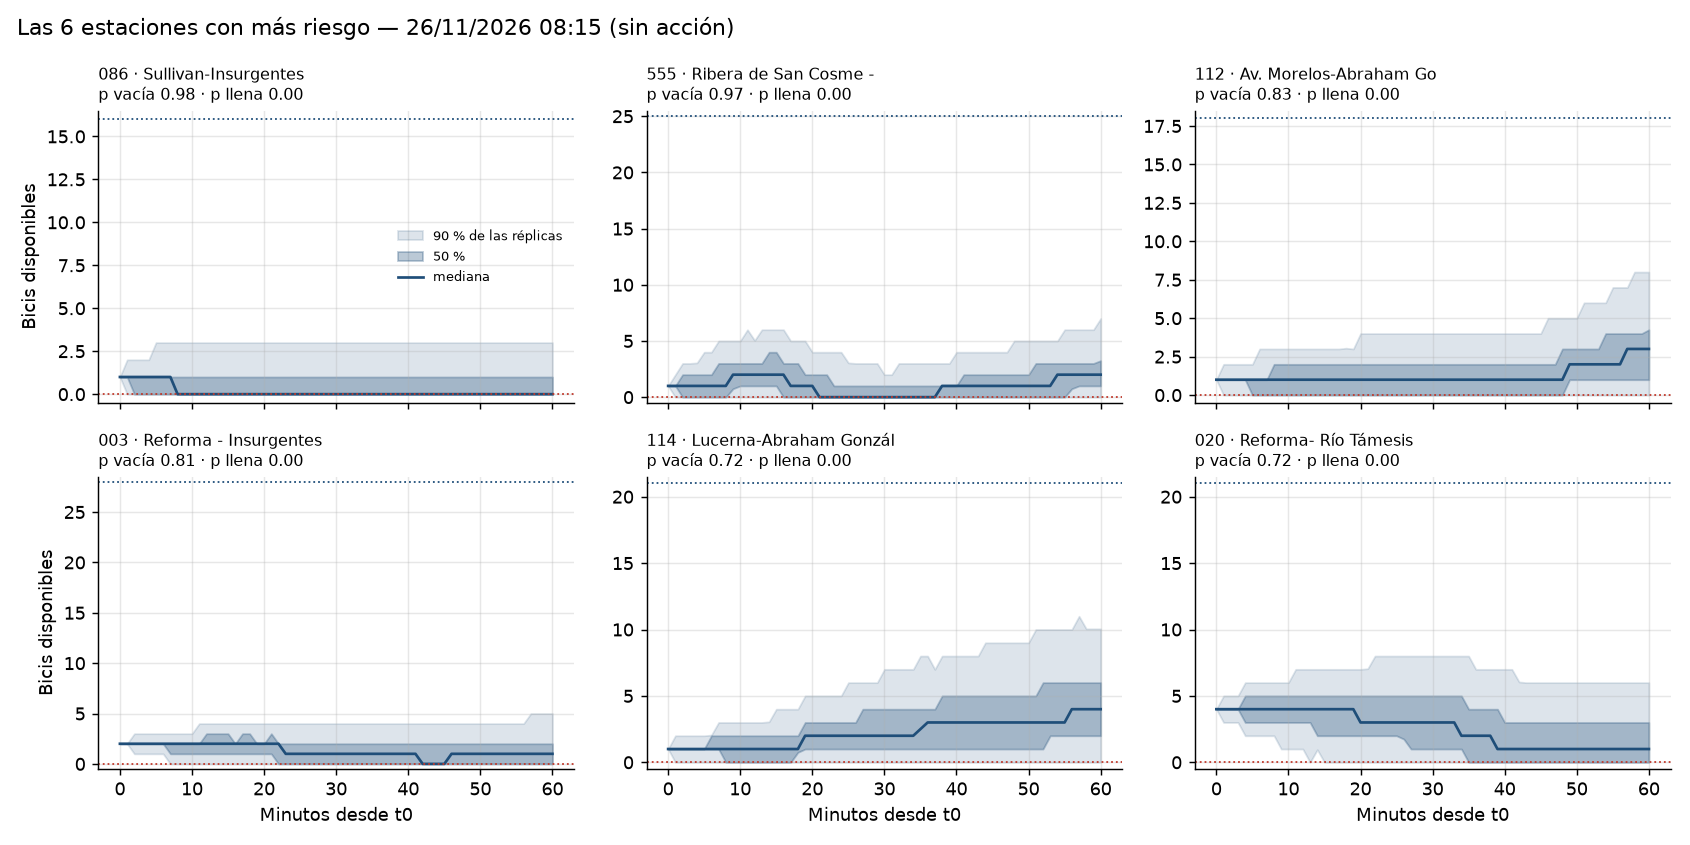 Las 6 estaciones con más riesgo — 26/11/2026 08:15 (sin acción)
086 · Sullivan-Insurgentes
p vacía 0.98 · p llena 0.00
15.0
12.5
10.0
7.5
5.0
2.5
0.0
Bicis disponibles
90 % de las réplicas
50 %
mediana
555 · Ribera de San Cosme -
p vacía 0.97 · p llena 0.00
25
20
15
10
5
0
112 · Av. Morelos-Abraham Go
p vacía 0.83 · p llena 0.00
17.5
15.0
12.5
10.0
7.5
5.0
2.5
0.0
003 · Reforma - Insurgentes
p vacía 0.81 · p llena 0.00
25
20
15
10
5
0
Bicis disponibles
0 10 20 30 40 50 60
Minutos desde t0
114 · Lucerna-Abraham Gonzál
p vacía 0.72 · p llena 0.00
20
15
10
5
0
0 10 20 30 40 50 60
Minutos desde t0
020 · Reforma- Río Támesis
p vacía 0.72 · p llena 0.00
20
15
10
5
0
0 10 20 30 40 50 60
Minutos desde t0